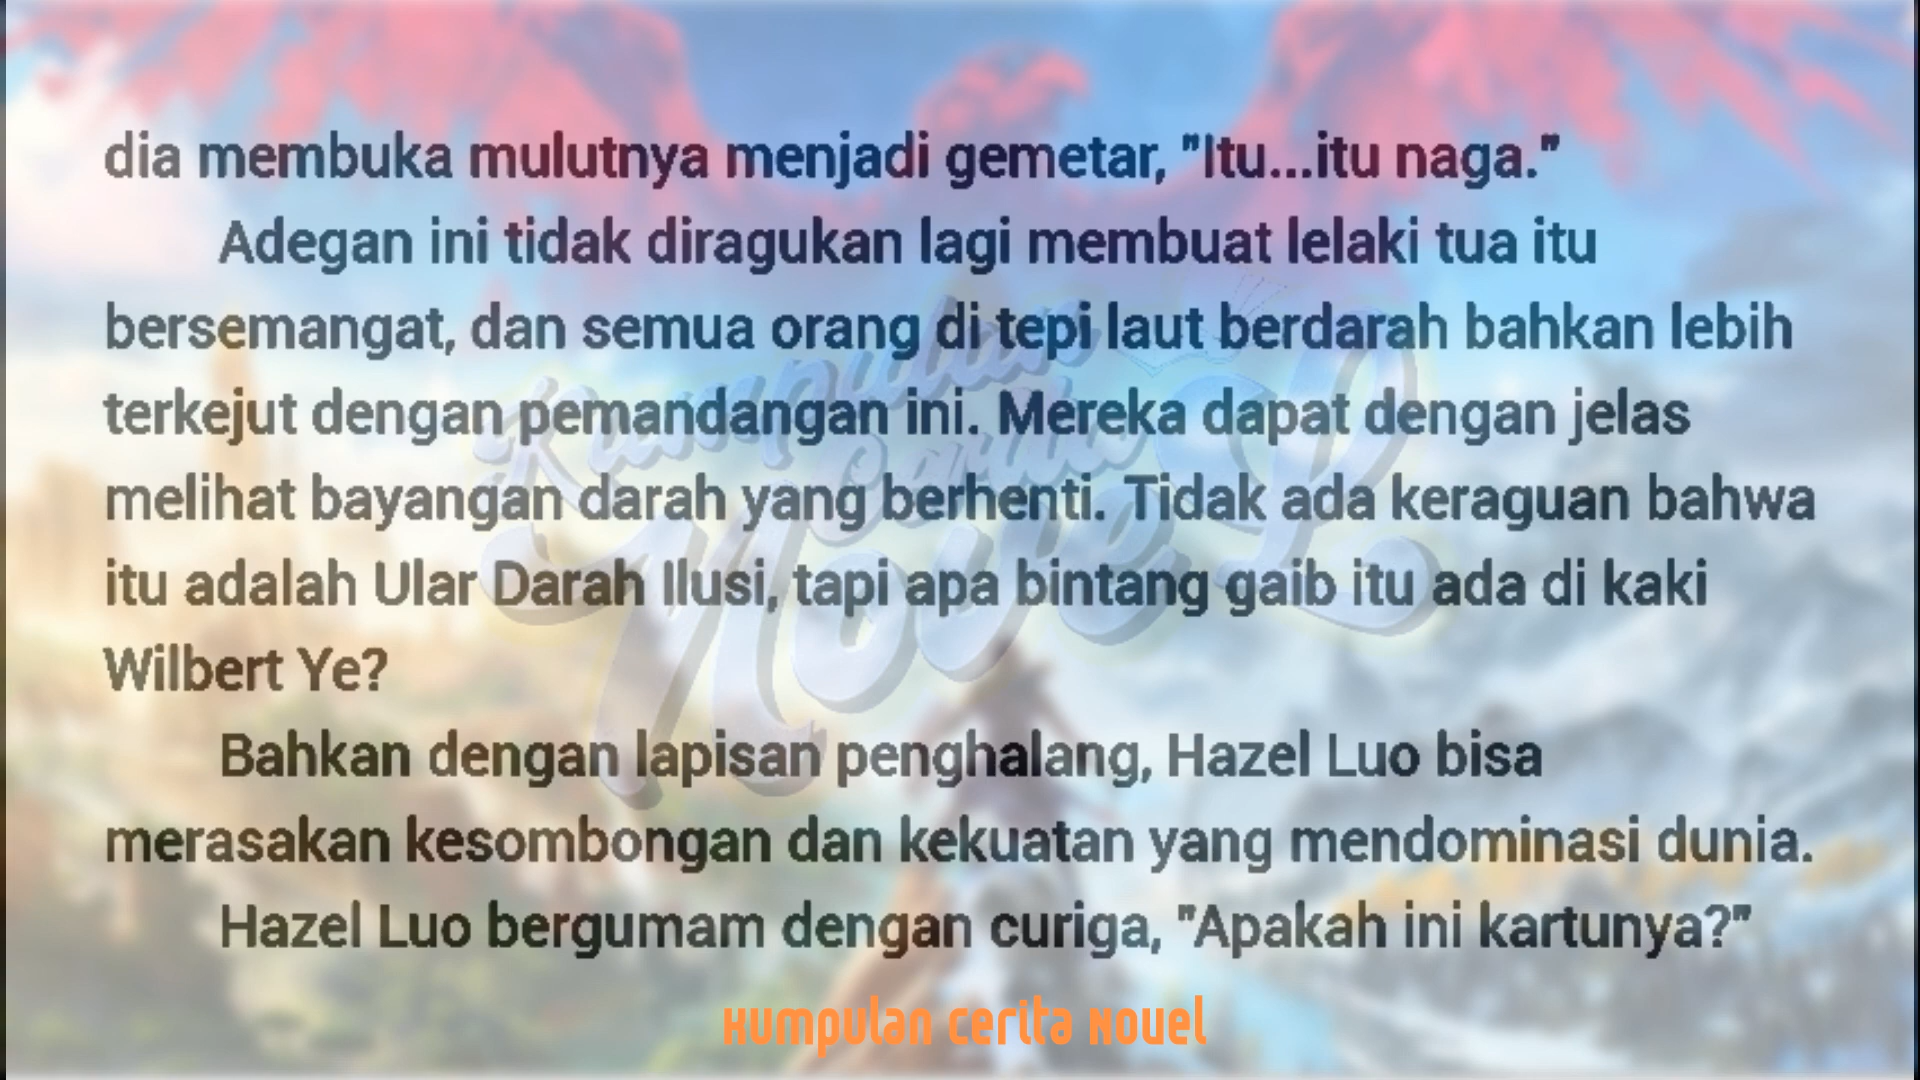 dia membuka mulutnya menjadi gemetar, "Itu...itu naga."
Adegan ini tidak diragukan lagi membuat lelaki tua itu
bersemangat, dan semua orang di tepi laut berdarah bahkan lebih
terkejut dengan pemandangan ini. Mereka dapat dengan jelas
melihat bayangan darah yang berhenti. Tidak ada keraguan bahwa
itu adalah Ular Darah Ilusi, tapi apa bintang gaib itu ada di kaki
Wilbert Ye?
Bahkan dengan lapisan penghalang, Hazel Luo bisa
merasakan kesombongan dan kekuatan yang mendominasi dunia.
Hazel Luo bergumam dengan curiga, "Apakah ini kartunya?"
Kumpulan Cerita Novel